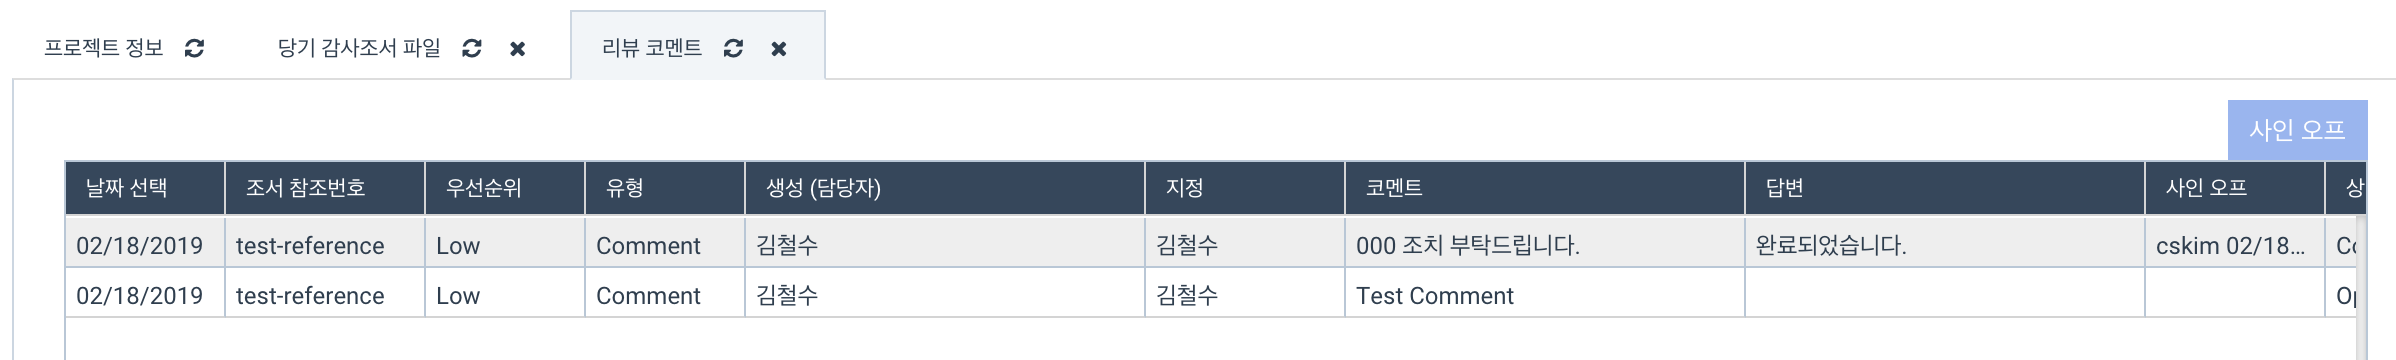 프로젝트 정보 당기 감사조서 파일 리뷰 코멘트
사인 오프
날짜 선택 조서 참조번호 우선순위 유형 생성 (담당자) 지정 코멘트 답변 사인 오프 상
02/18/2019 test-reference Low Comment 김철수 김철수 000 조치 부탁드립니다. 완료되었습니다. cskim 02/18...
02/18/2019 test-reference Low Comment 김철수 김철수 Test Comment